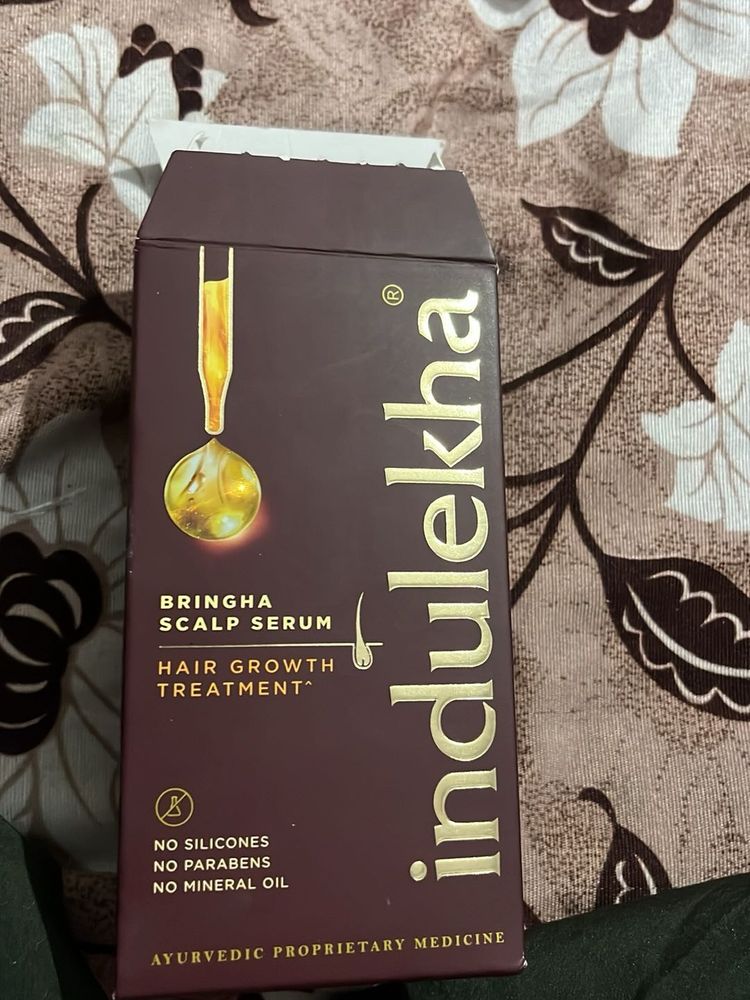 indulekha®
BRINGHA
SCALP SERUM
HAIR GROWTH
TREATMENT^
NO SILICONES
NO PARABENS
NO MINERAL OIL
AYURVEDIC PROPRIETARY MEDICINE